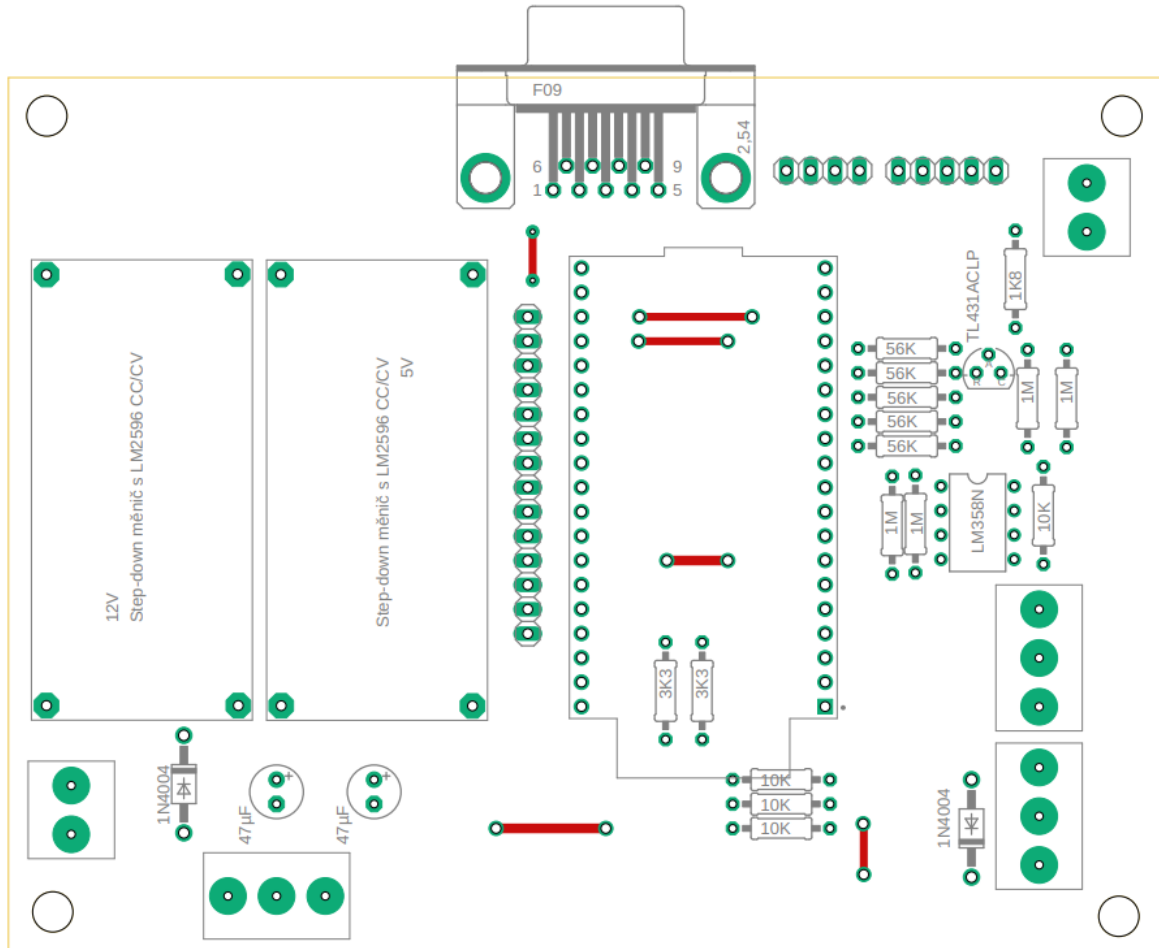 F09
2,54
6
9
1
5
1K8
TL431ACLP
56K
56K
56K
56K
56K
1M
1M
12V
Step-down měnič s LM2596 CC/CV
5V
Step-down měnič s LM2596 CC/CV
1M
1M
LM358N
10K
3K3
3K3
1N4004
+
47µF
+
47µF
10K
10K
10K
1N4004